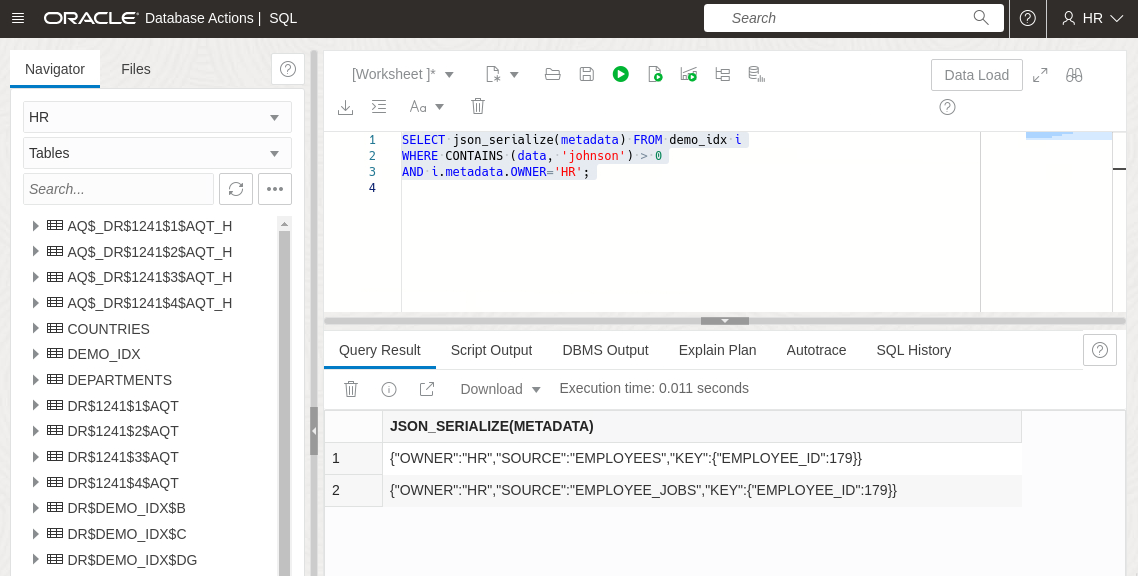 ORACLE Database Actions | SQL
Search
HR
Navigator Files
HR
Tables
Search...
AQ$_DR$1241$1$AQT_H
AQ$_DR$1241$2$AQT_H
AQ$_DR$1241$3$AQT_H
AQ$_DR$1241$4$AQT_H
COUNTRIES
DEMO_IDX
DEPARTMENTS
DR$1241$1$AQT
DR$1241$2$AQT
DR$1241$3$AQT
DR$1241$4$AQT
DR$DEMO_IDX$B
DR$DEMO_IDX$C
DR$DEMO_IDX$DG
[Worksheet ]*
Data Load
Aa
1 SELECT json_serialize(metadata) FROM demo_idx i
2 WHERE CONTAINS (data, 'johnson') > 0
3 AND i.metadata.OWNER='HR';
4
Query Result Script Output DBMS Output Explain Plan Autotrace SQL History
Download Execution time: 0.011 seconds
JSON_SERIALIZE(METADATA)
1 {"OWNER":"HR","SOURCE":"EMPLOYEES","KEY":{"EMPLOYEE_ID":179}}
2 {"OWNER":"HR","SOURCE":"EMPLOYEE_JOBS","KEY":{"EMPLOYEE_ID":179}}